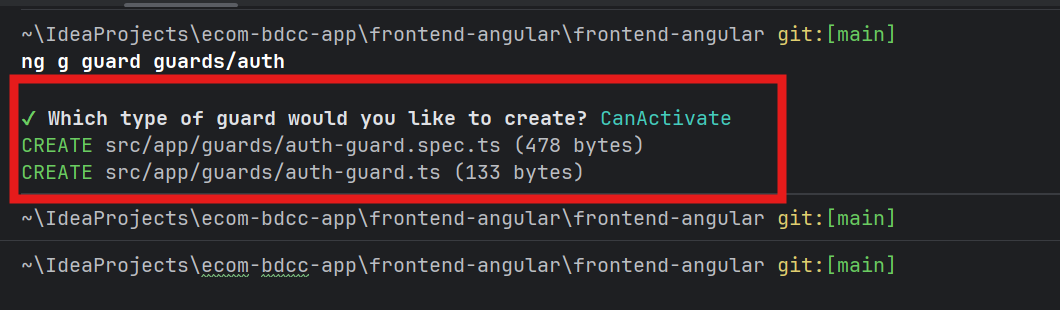 ~\IdeaProjects\ecom-bdcc-app\frontend-angular\frontend-angular git:[main]
ng g guard guards/auth
✔ Which type of guard would you like to create? CanActivate
CREATE src/app/guards/auth-guard.spec.ts (478 bytes)
CREATE src/app/guards/auth-guard.ts (133 bytes)
~\IdeaProjects\ecom-bdcc-app\frontend-angular\frontend-angular git:[main]
~\IdeaProjects\ecom-bdcc-app\frontend-angular\frontend-angular git:[main]